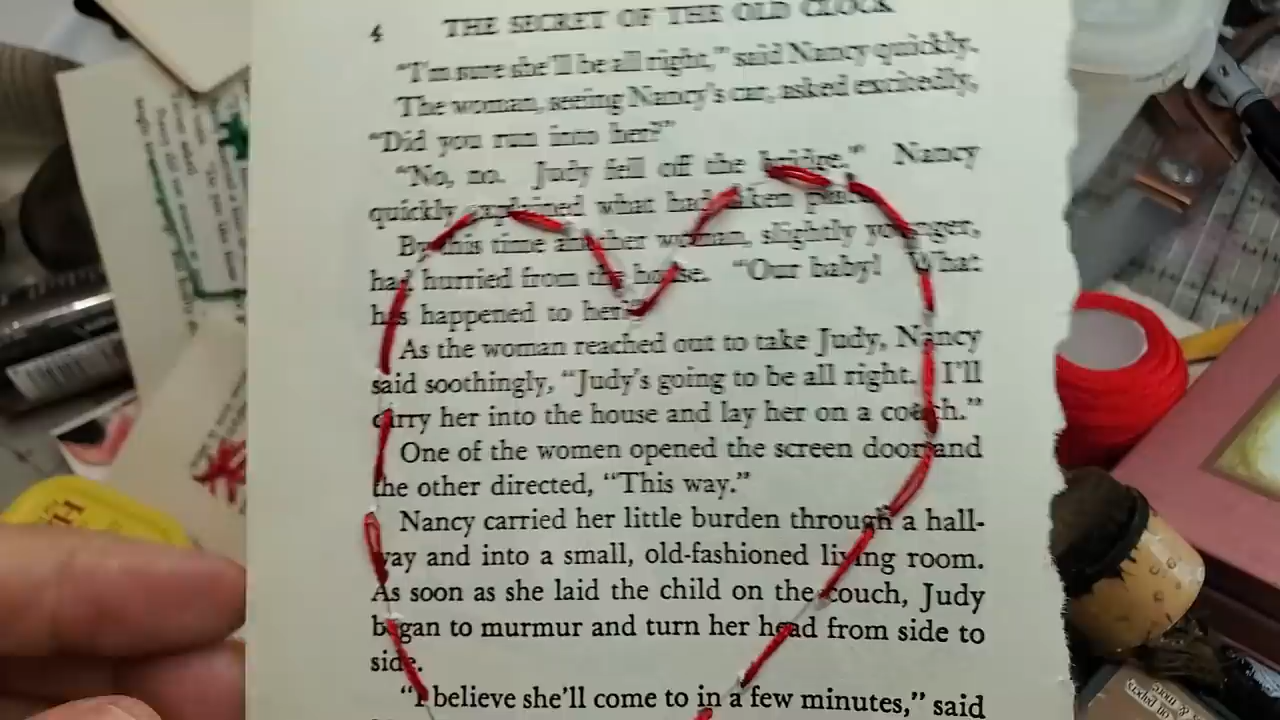 4 THE SECRET OF THE OLD CLOCK
“I'm sure she'll be all right,” said Nancy quickly.
The woman, seeing Nancy's car, asked excitedly,
“Did you run into her?”
“No, no. Judy fell off the bridge.” Nancy
quickly explained what had taken place.
By this time another woman, slightly younger,
had hurried from the house. “Our baby! What
has happened to her?”
As the woman reached out to take Judy, Nancy
said soothingly, “Judy's going to be all right. I'll
carry her into the house and lay her on a couch.”
One of the women opened the screen door and
the other directed, “This way.”
Nancy carried her little burden through a hall-
way and into a small, old-fashioned living room.
As soon as she laid the child on the couch, Judy
began to murmur and turn her head from side to
side.
“I believe she'll come to in a few minutes,” said